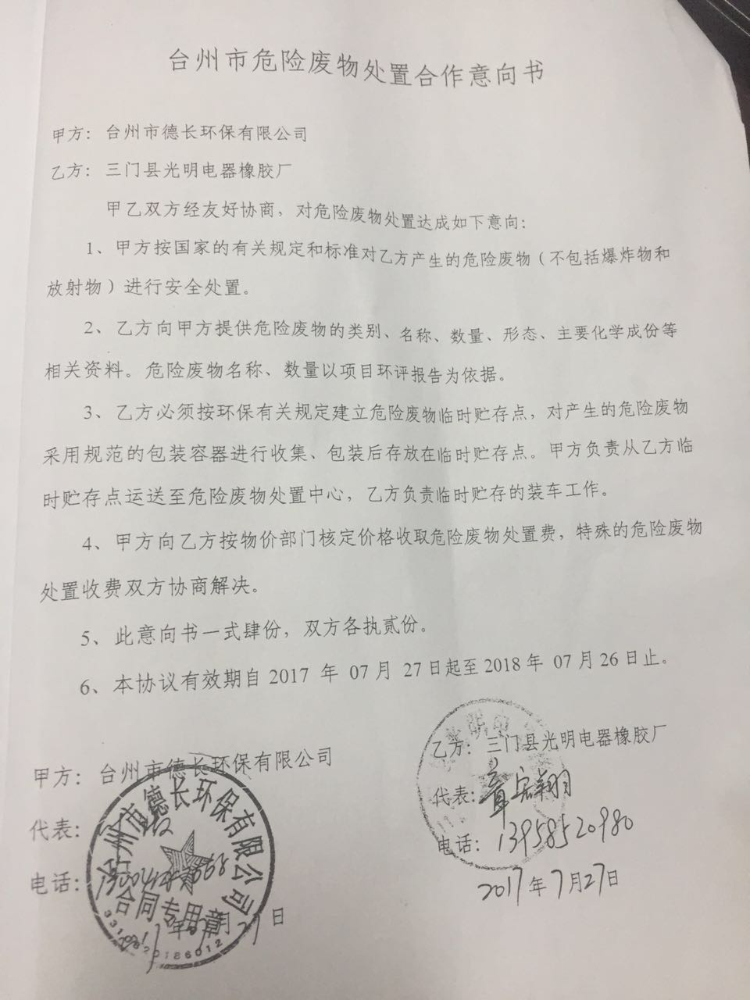 台州市危险废物处置合作意向书
甲方：台州市德长环保有限公司
乙方：三门县光明电器橡胶厂
甲乙双方经友好协商，对危险废物处置达成如下意向：
1、甲方按国家的有关规定和标准对乙方产生的危险废物（不包括爆炸物和
放射物）进行安全处置。
2、乙方向甲方提供危险废物的类别、名称、数量、形态、主要化学成份等
相关资料。危险废物名称、数量以项目环评报告为依据。
3、乙方必须按环保有关规定建立危险废物临时贮存点，对产生的危险废物
采用规范的包装容器进行收集、包装后存放在临时贮存点。甲方负责从乙方临
时贮存点运送至危险废物处置中心，乙方负责临时贮存的装车工作。
4、甲方向乙方按物价部门核定价格收取危险废物处置费，特殊的危险废物
处置收费双方协商解决。
5、此意向书一式肆份，双方各执贰份。
6、本协议有效期自 2017 年 07 月 27 日起至 2018 年 07 月 26 日止。
甲方：台州市德长环保有限公司
代表：
电话：
年 月 日
台州市德长环保有限公司
合同专用章
乙方：三门县光明电器橡胶厂
代表：章
电话：13958520980
2017年7月27日